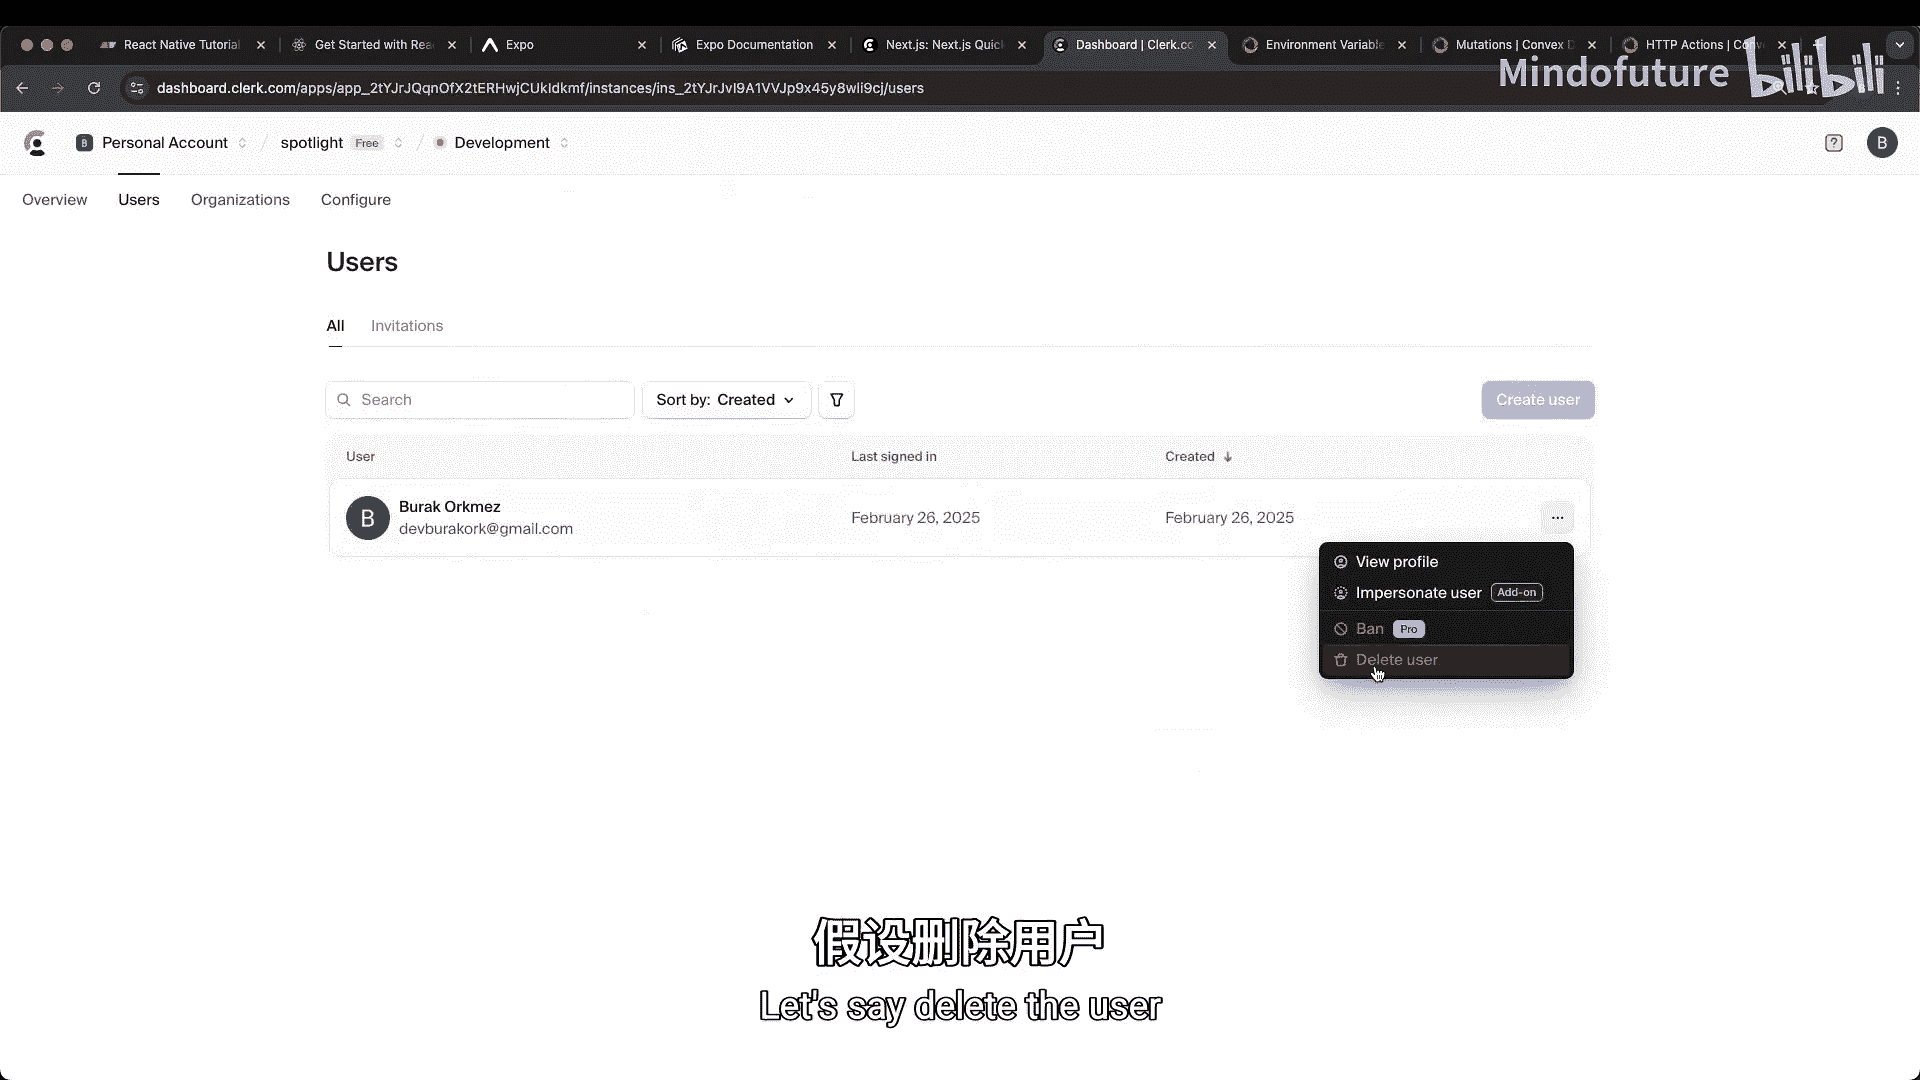 React Native Tutorial
Get Started with Rea
Expo
Expo Documentation
Next.js: Next.js Quic
Dashboard | Clerk.co
Environment Variable
Mutations | Convex D
HTTP Actions | Con
Mindofuture
bilibili
dashboard.clerk.com/apps/app_2tYJrJQqnOfX2tERHwjCUkIdkmf/instances/ins_2tYJrJvI9A1VVJp9x45y8wIi9cj/users
B Personal Account / spotlight Free / Development
?
B
Overview Users Organizations Configure
Users
All Invitations
Search
Sort by: Created
Create user
User Last signed in Created
B
Burak Orkmez
devburakork@gmail.com
February 26, 2025
February 26, 2025
View profile
Impersonate user Add-on
Ban Pro
Delete user
假设删除用户
Let's say delete the user